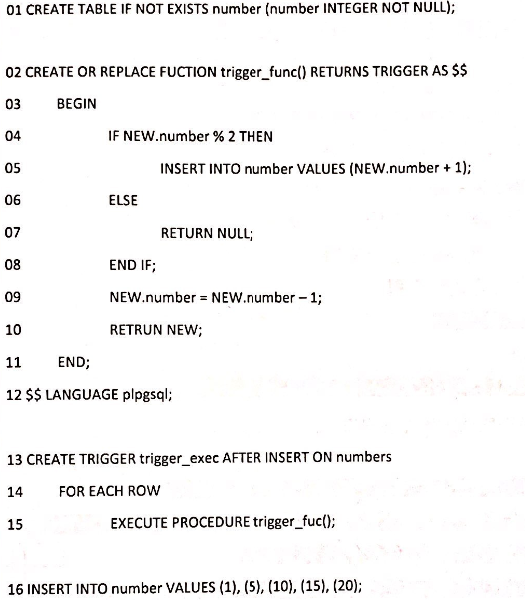 01 CREATE TABLE IF NOT EXISTS number (number INTEGER NOT NULL);
02 CREATE OR REPLACE FUCTION trigger_func() RETURNS TRIGGER AS $$
03 BEGIN
04 IF NEW.number % 2 THEN
05 INSERT INTO number VALUES (NEW.number + 1);
06 ELSE
07 RETURN NULL;
08 END IF;
09 NEW.number = NEW.number – 1;
10 RETRUN NEW;
11 END;
12 $$ LANGUAGE plpgsql;
13 CREATE TRIGGER trigger_exec AFTER INSERT ON numbers
14 FOR EACH ROW
15 EXECUTE PROCEDURE trigger_fuc();
16 INSERT INTO number VALUES (1), (5), (10), (15), (20);